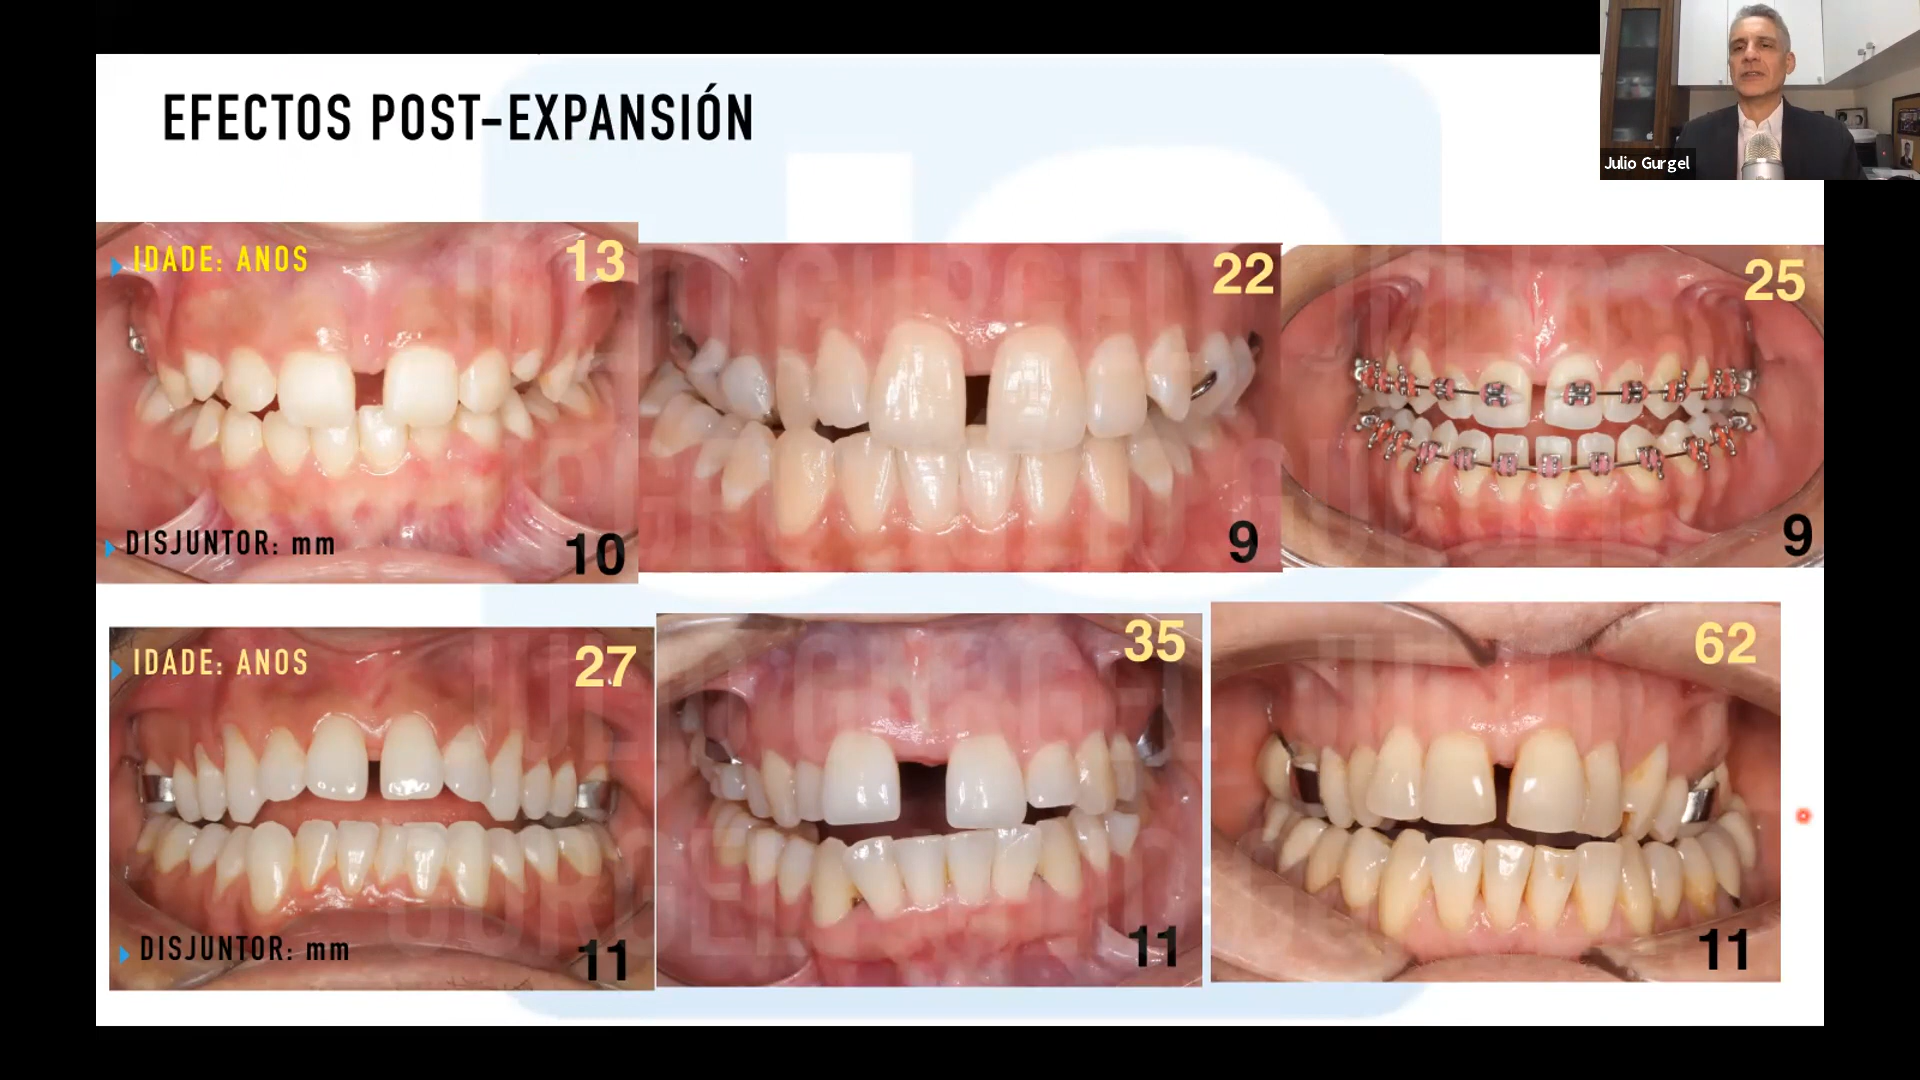 EFECTOS POST-EXPANSIÓN
Julio Gurgel
IDADE: ANOS
13
22
25
DISJUNTOR: mm
10
9
9
IDADE: ANOS
27
35
62
DISJUNTOR: mm
11
11
11